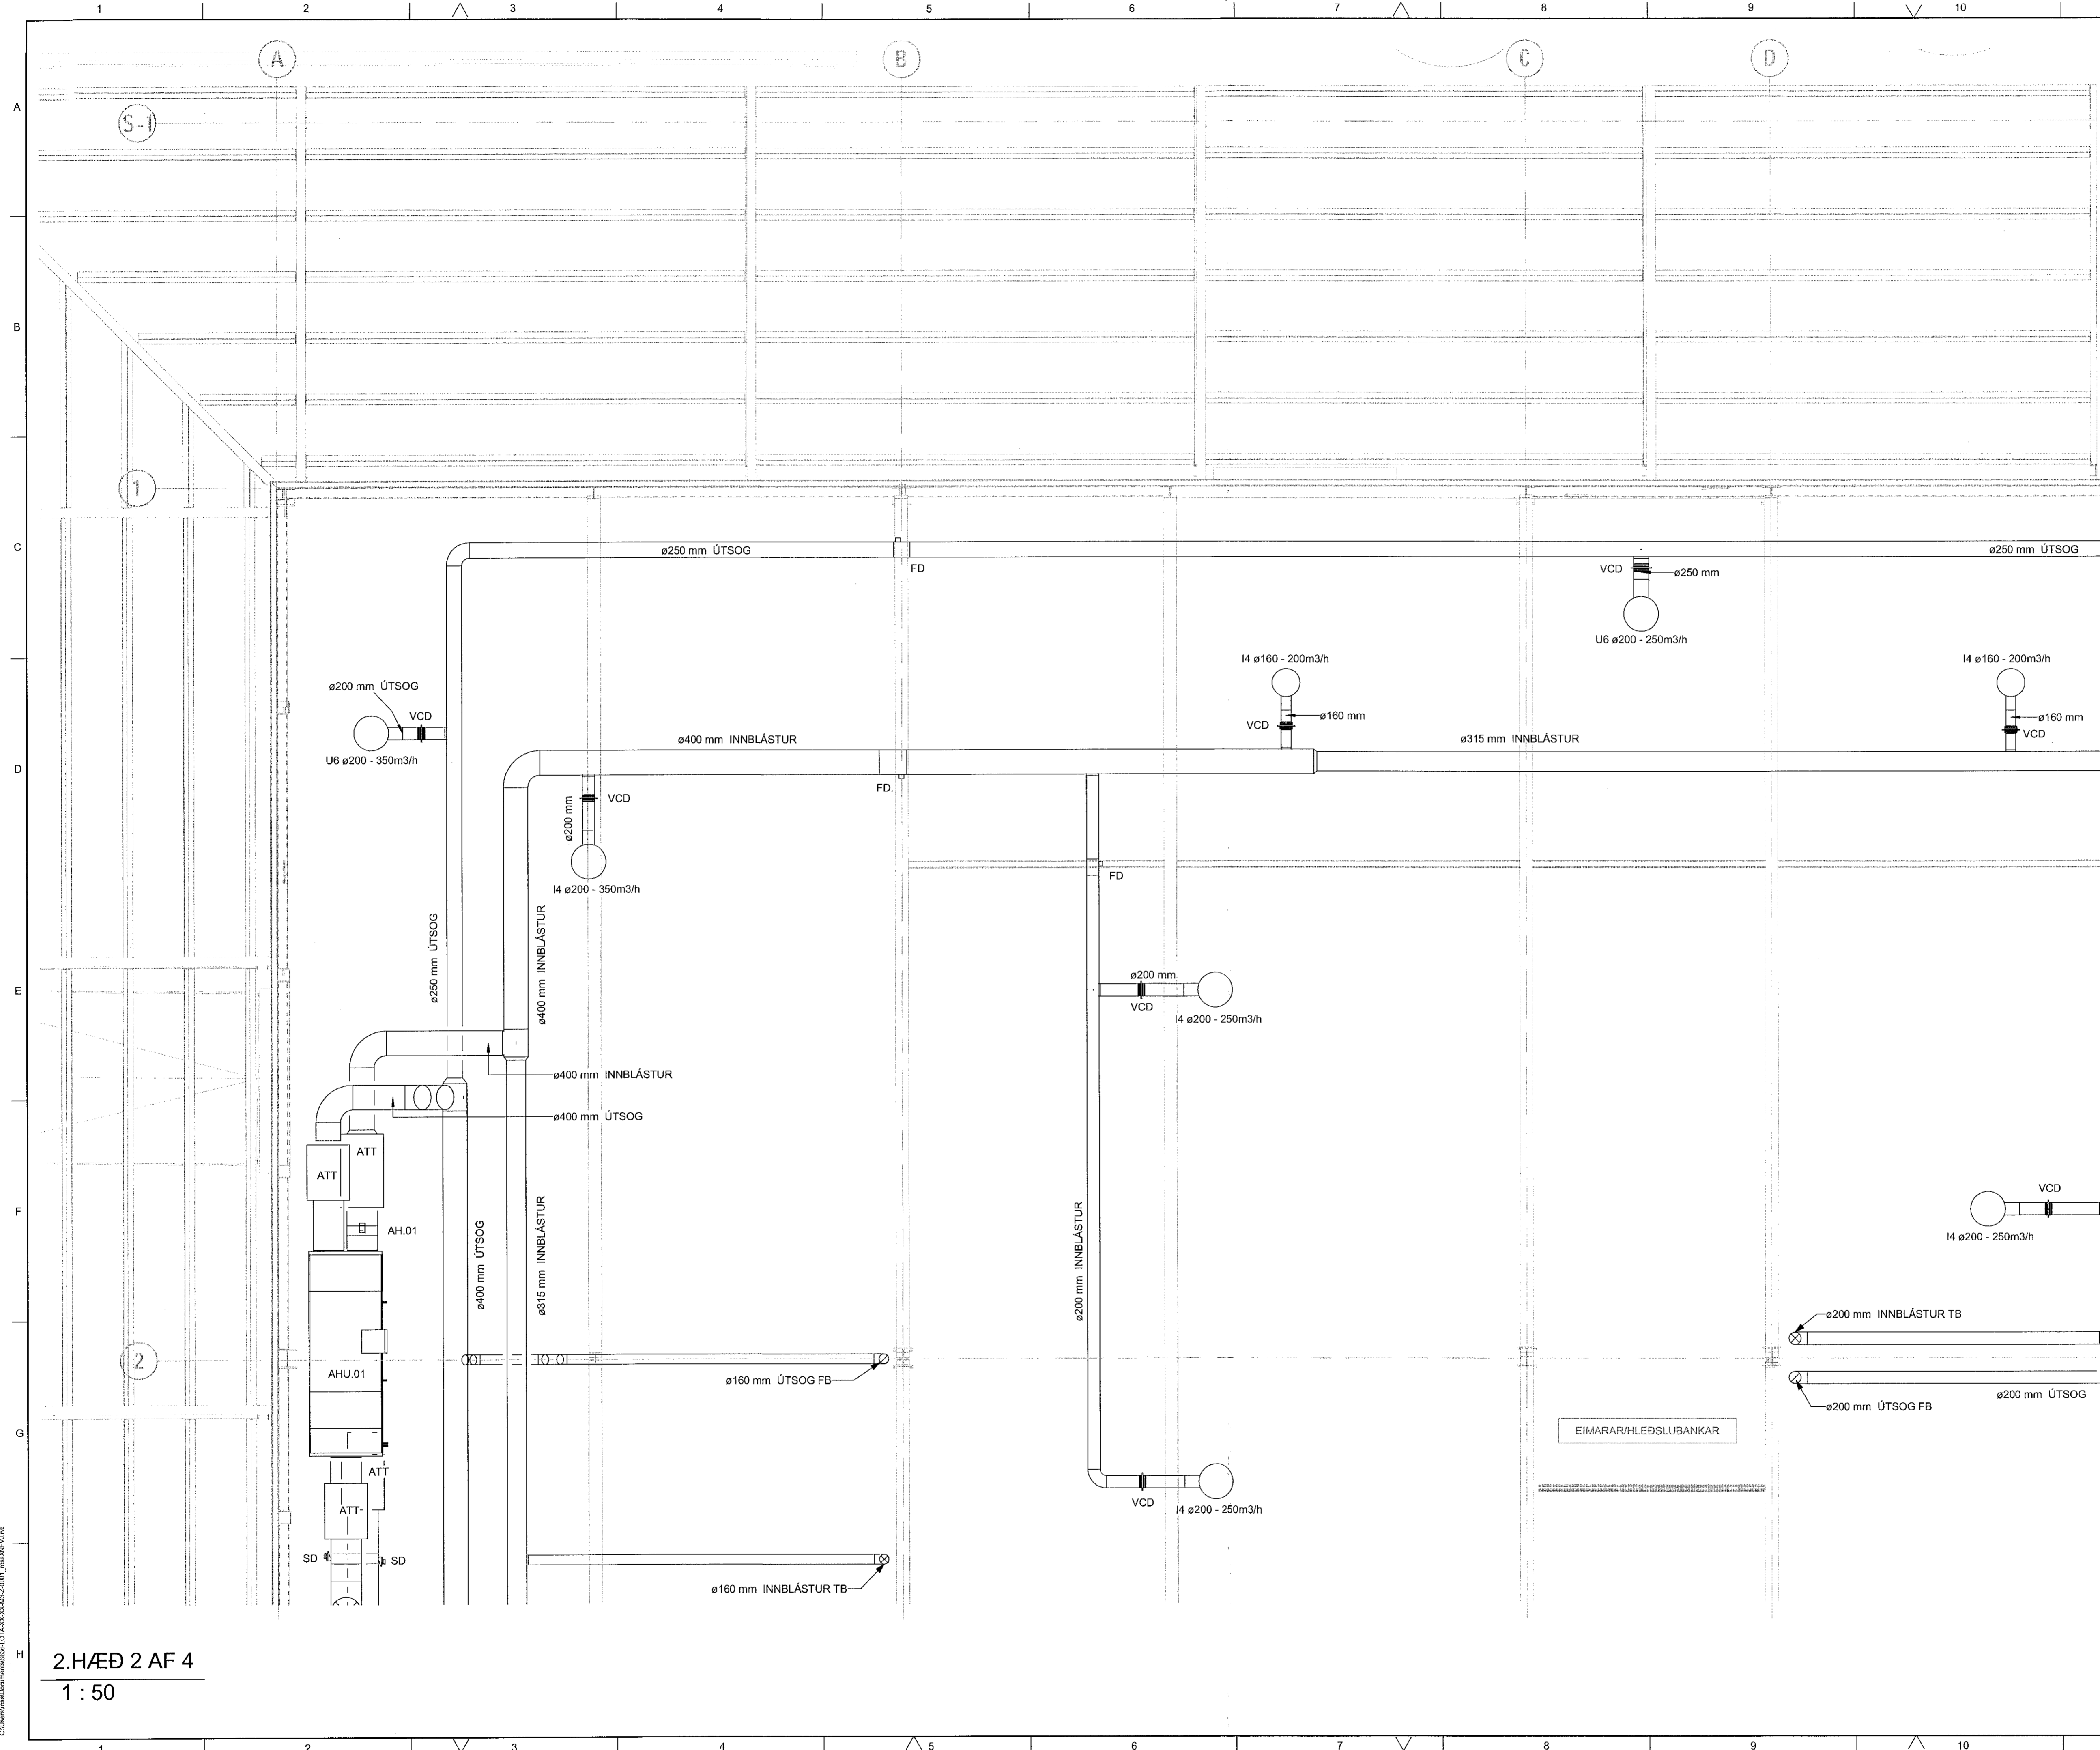 1 2 3 4 5 6 7 8 9 10
A B C D
A
S-1
B
1
C
ø250 mm ÚTSOG
FD
VCD
ø250 mm
U6 ø200 - 250m3/h
ø250 mm ÚTSOG
I4 ø160 - 200m3/h
VCD
ø160 mm
I4 ø160 - 200m3/h
ø160 mm
VCD
ø200 mm ÚTSOG
VCD
U6 ø200 - 350m3/h
D
ø400 mm INNBLÁSTUR
ø315 mm INNBLÁSTUR
FD.
ø200 mm
VCD
I4 ø200 - 350m3/h
FD
ø250 mm ÚTSOG
ø400 mm INNBLÁSTUR
E
ø200 mm
VCD
I4 ø200 - 250m3/h
ø400 mm INNBLÁSTUR
ø400 mm ÚTSOG
ATT
ATT
F
AH.01
ø400 mm ÚTSOG
ø315 mm INNBLÁSTUR
ø200 mm INNBLÁSTUR
VCD
I4 ø200 - 250m3/h
ø200 mm INNBLÁSTUR TB
2
AHU.01
ø160 mm ÚTSOG FB
ø200 mm ÚTSOG
ø200 mm ÚTSOG FB
G
EIMARAR/HLEÐSLUBANKAR
ATT
ATT
VCD
I4 ø200 - 250m3/h
SD
SD
ø160 mm INNBLÁSTUR TB
H
2.HÆÐ 2 AF 4
1 : 50
1 2 3 4 5 6 7 8 9 10